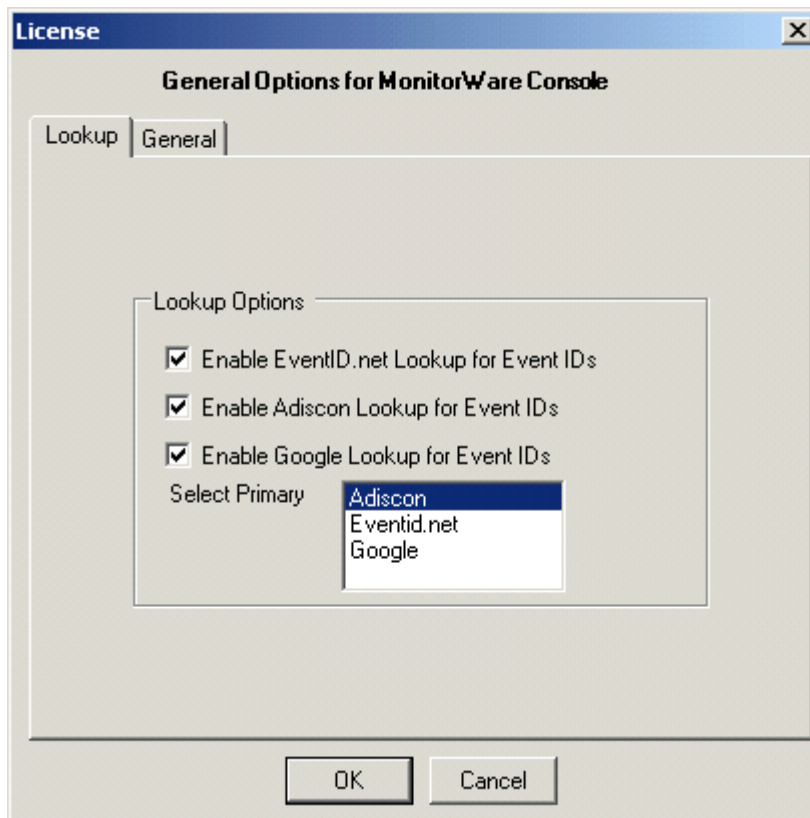 License
General Options for MonitorWare Console
Lookup General
Lookup Options
Enable EventID.net Lookup for Event IDs
Enable Adiscon Lookup for Event IDs
Enable Google Lookup for Event IDs
Select Primary
Adiscon
Eventid.net
Google
OK Cancel